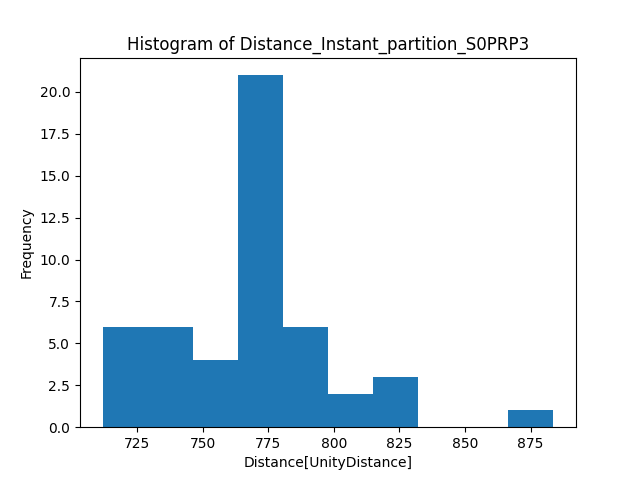 Histogram of Distance_Instant_partition_S0PRP3
20.0
17.5
15.0
12.5
10.0
7.5
5.0
2.5
0.0
Frequency
725 750 775 800 825 850 875
Distance[UnityDistance]